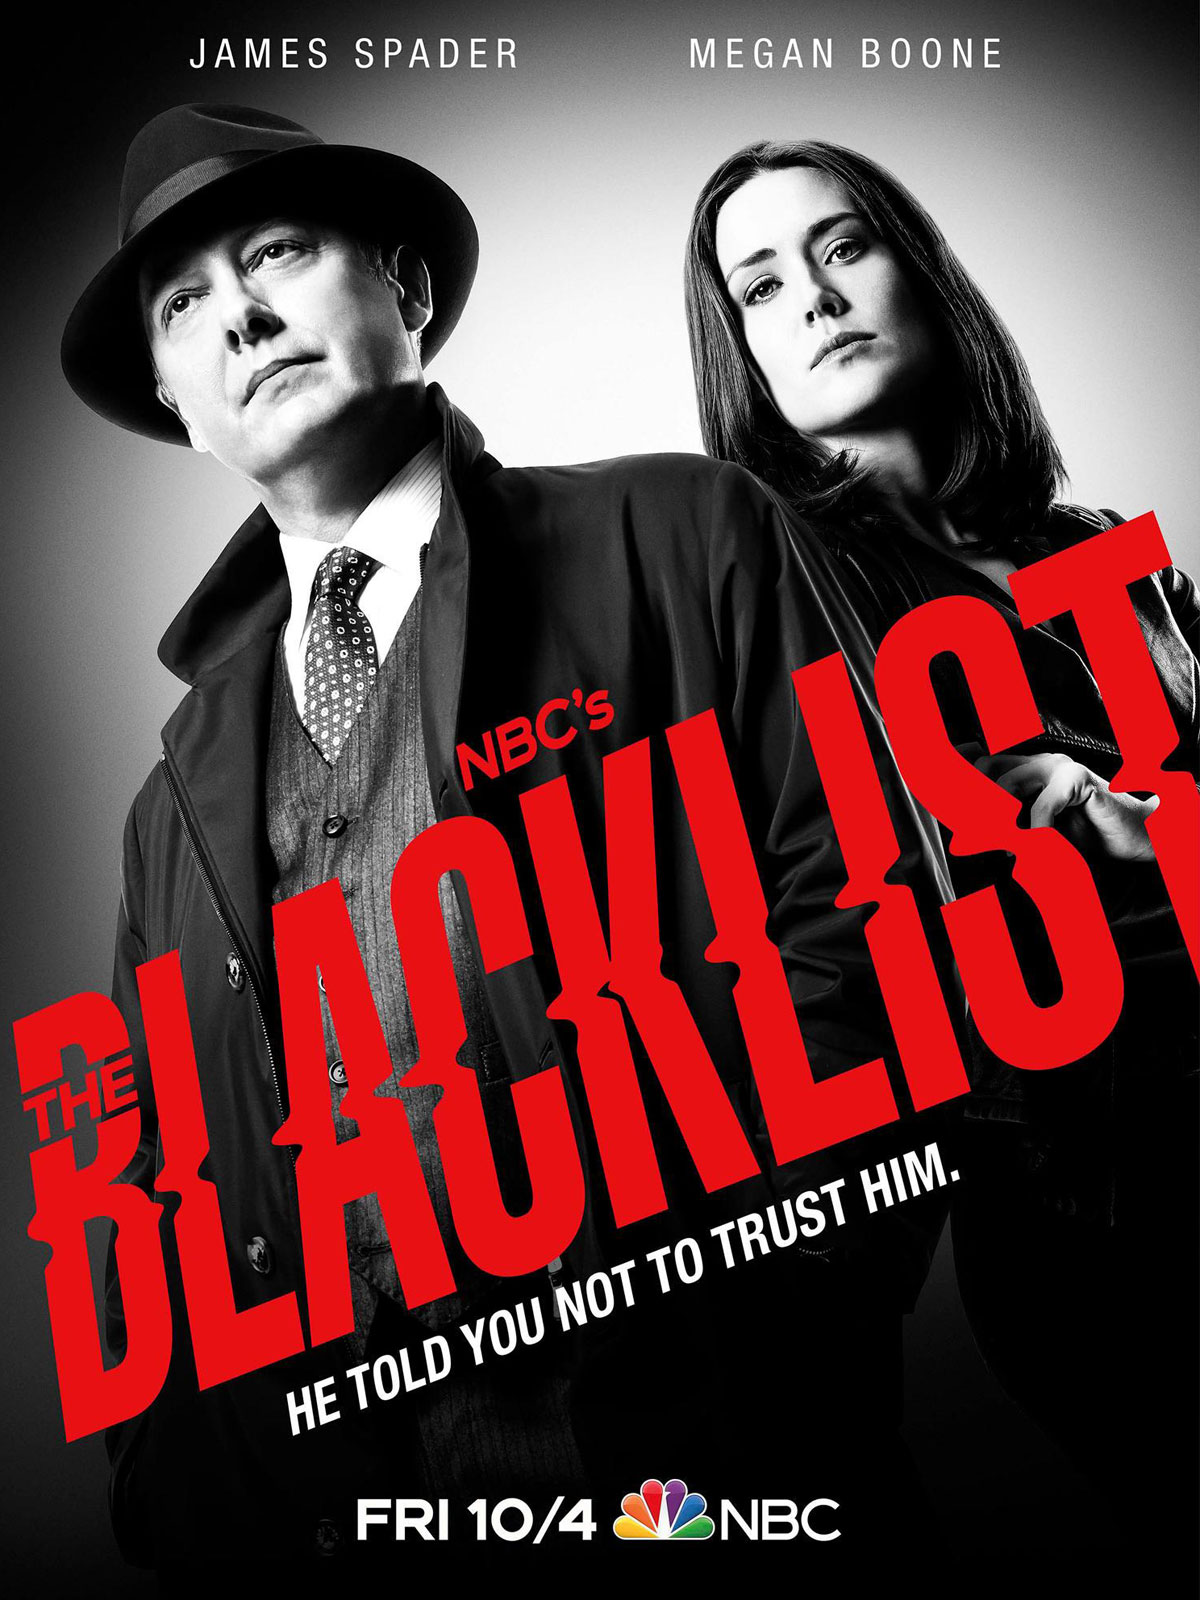 JAMES SPADER MEGAN BOONE
NBC's
THE
BLACKLIST
HE TOLD YOU NOT TO TRUST HIM.
FRI 10/4 NBC